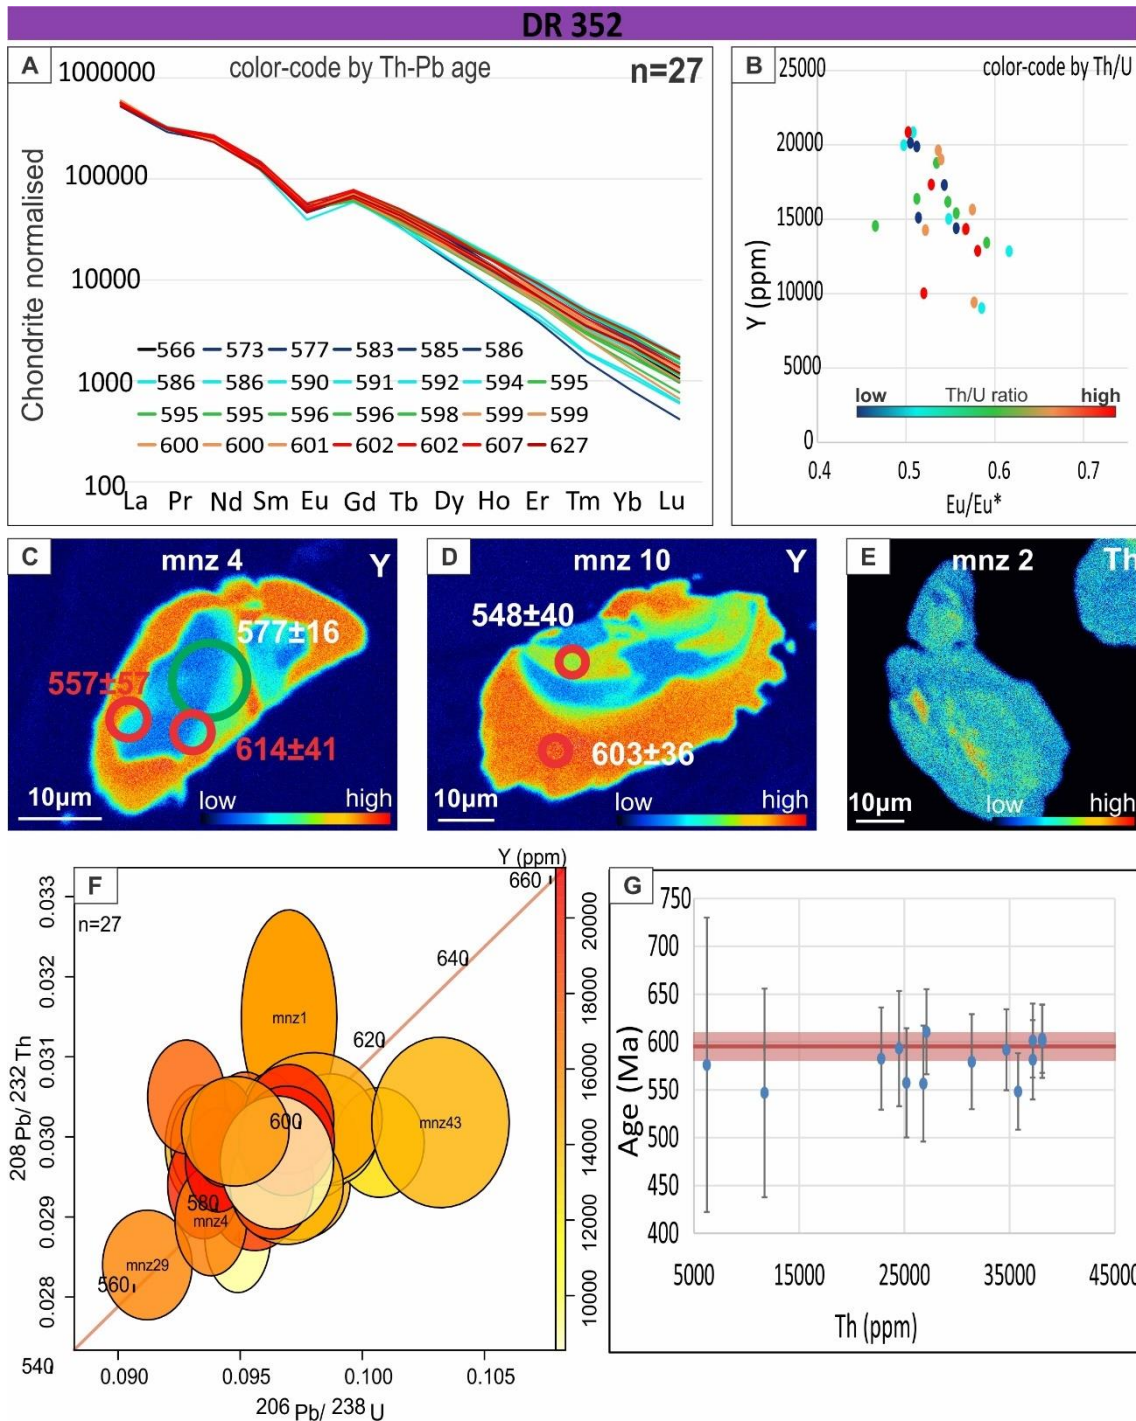 DR 352
A
color-code by Th-Pb age
n=27
Chondrite normalised
1000000
100000
10000
1000
100
566 573 577 583 585 586
586 586 590 591 592 594 595
595 595 596 596 598 599 599
600 600 601 602 602 607 627
La Pr Nd Sm Eu Gd Tb Dy Ho Er Tm Yb Lu
B
color-code by Th/U
Y (ppm)
25000
20000
15000
10000
5000
0
low Th/U ratio high
0.4 0.5 0.6 0.7
Eu/Eu*
C
mnz 4
Y
577±16
557±57
614±41
10µm
low high
D
mnz 10
Y
548±40
603±36
10µm
low high
E
mnz 2
Th
10µm
low high
F
n=27
Y (ppm)
660
640
620
600
580
560
540
mnz1
mnz43
mnz4
mnz29
208Pb/232Th
0.033
0.032
0.031
0.030
0.029
0.028
20000
18000
16000
14000
12000
10000
0.090 0.095 0.100 0.105
206Pb/238U
G
Age (Ma)
750
700
650
600
550
500
450
400
5000 15000 25000 35000 45000
Th (ppm)